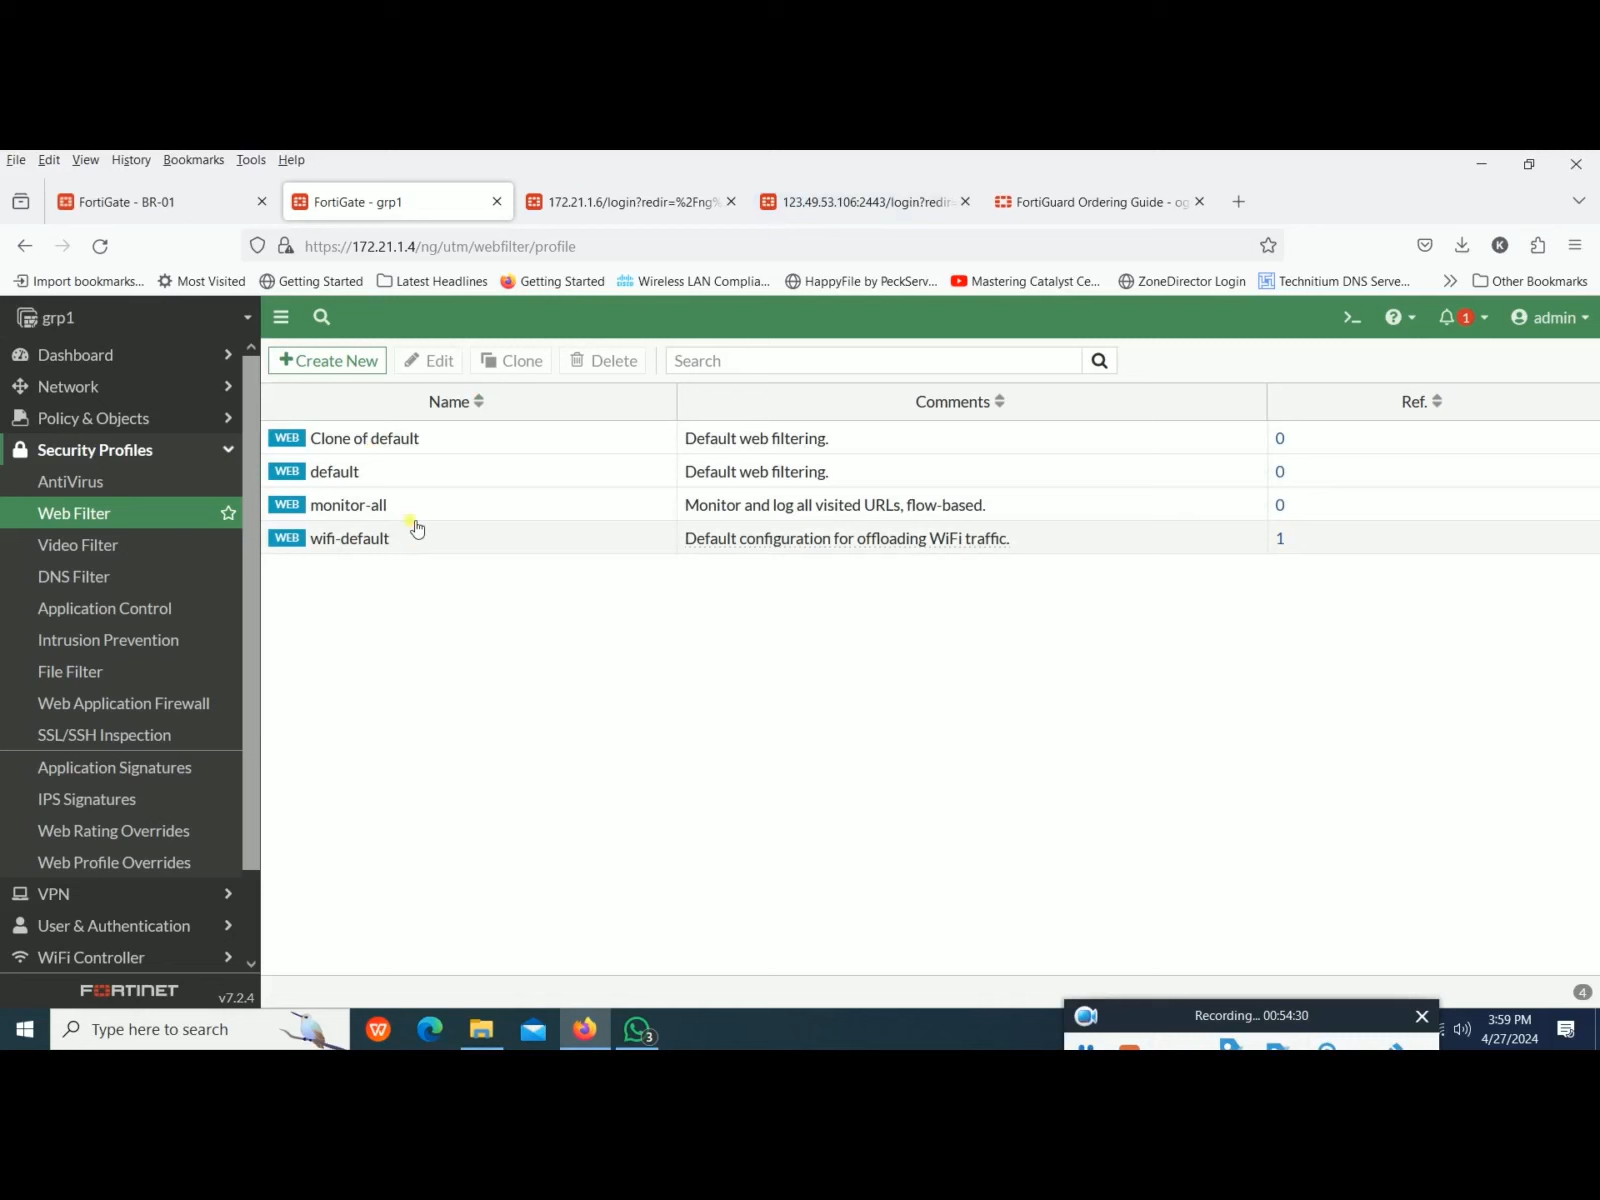 File Edit View History Bookmarks Tools Help
FortiGate - BR-01
FortiGate - grp1
172.21.1.6/login?redir=%2Fng%
123.49.53.106:2443/login?redir=
FortiGuard Ordering Guide - og
https://172.21.1.4/ng/utm/webfilter/profile
K
Import bookmarks... Most Visited Getting Started Latest Headlines Getting Started Wireless LAN Complia... HappyFile by PeckServ... Mastering Catalyst Ce... ZoneDirector Login Technitium DNS Serve... Other Bookmarks
grp1
1
admin
Dashboard
Network
Policy & Objects
Security Profiles
AntiVirus
Web Filter
Video Filter
DNS Filter
Application Control
Intrusion Prevention
File Filter
Web Application Firewall
SSL/SSH Inspection
Application Signatures
IPS Signatures
Web Rating Overrides
Web Profile Overrides
VPN
User & Authentication
WiFi Controller
FORTINET v7.2.4
Create New Edit Clone Delete Search
Name Comments Ref.
WEB Clone of default Default web filtering. 0
WEB default Default web filtering. 0
WEB monitor-all Monitor and log all visited URLs, flow-based. 0
WEB wifi-default Default configuration for offloading WiFi traffic. 1
4
Type here to search
3
Recording... 00:54:30
3:59 PM
4/27/2024